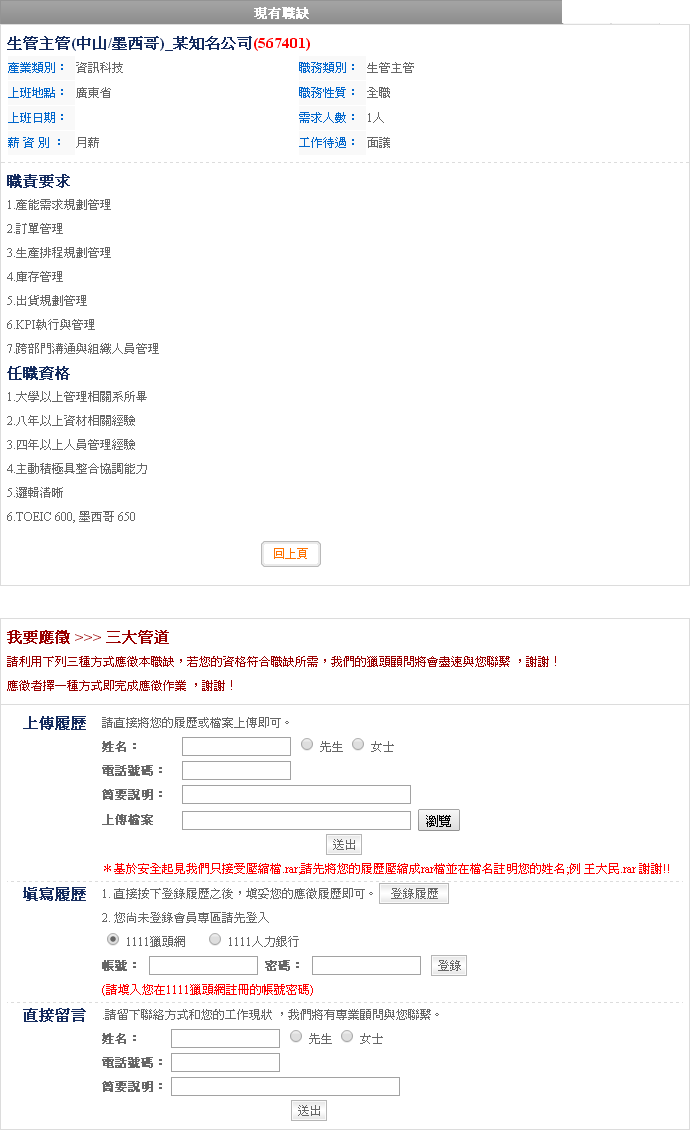 現有職缺
生管主管(中山/墨西哥)_某知名公司(567401)
產業類別： 資訊科技 職務類別： 生管主管
上班地點： 廣東省 職務性質： 全職
上班日期： 需求人數： 1人
薪 資 別 ： 月薪 工作待遇： 面議
職責要求
1.產能需求規劃管理
2.訂單管理
3.生產排程規劃管理
4.庫存管理
5.出貨規劃管理
6.KPI執行與管理
7.跨部門溝通與組織人員管理
任職資格
1.大學以上管理相關系所畢
2.八年以上資材相關經驗
3.四年以上人員管理經驗
4.主動積極具整合協調能力
5.邏輯清晰
6.TOEIC 600, 墨西哥 650
回上頁
我要應徵 >>> 三大管道
請利用下列三種方式應徵本職缺，若您的資格符合職缺所需，我們的獵頭顧問將會盡速與您聯繫 ，謝謝！
應徵者擇一種方式即完成應徵作業 ，謝謝！
上傳履歷 請直接將您的履歷或檔案上傳即可。
姓名： 先生 女士
電話號碼：
簡要說明：
上傳檔案 瀏覽
送出
＊基於安全起見我們只接受壓縮檔.rar;請先將您的履歷壓縮成rar檔並在檔名註明您的姓名;例 王大民.rar 謝謝!!
填寫履歷 1. 直接按下登錄履歷之後，填妥您的應徵履歷即可。 登錄履歷
2. 您尚未登錄會員專區請先登入
1111獵頭網 1111人力銀行
帳號： 密碼： 登錄
(請填入您在1111獵頭網註冊的帳號密碼)
直接留言 .請留下聯絡方式和您的工作現狀 ，我們將有專業顧問與您聯繫。
姓名： 先生 女士
電話號碼：
簡要說明：
送出